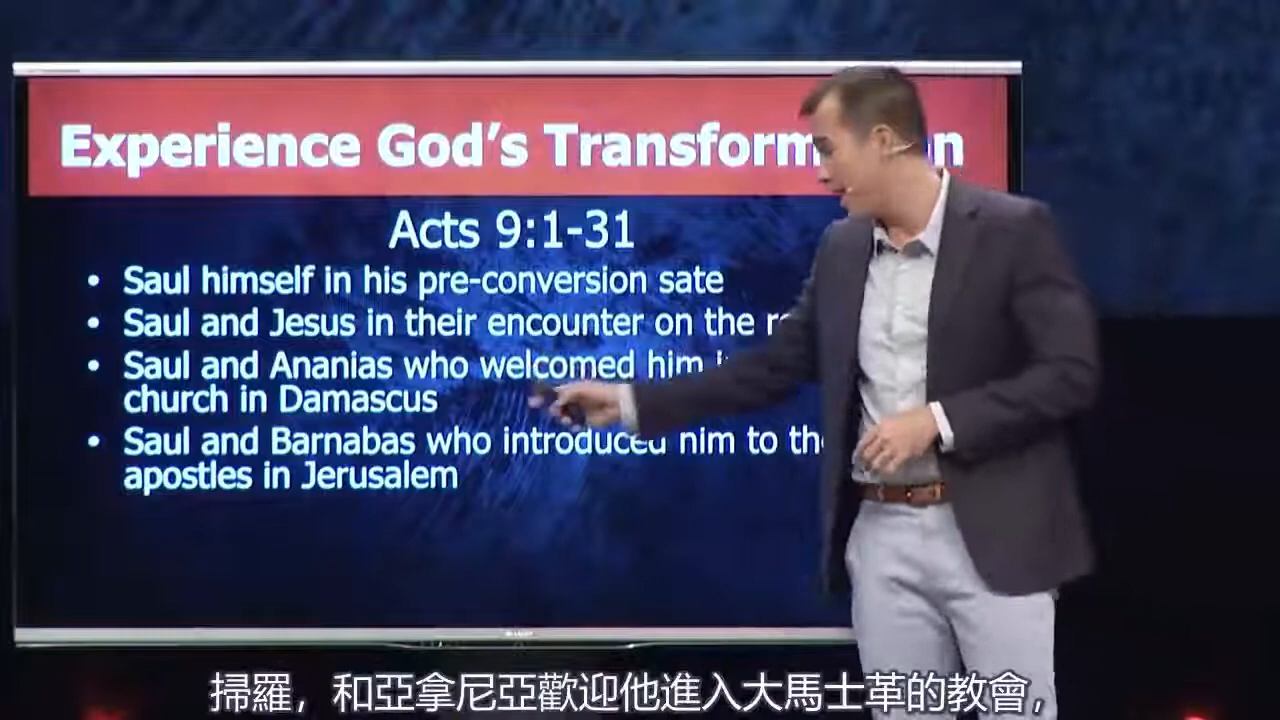 Experience God's Transform n
Acts 9:1-31
• Saul himself in his pre-conversion sate
• Saul and Jesus in their encounter on the
• Saul and Ananias who welcomed him
church in Damascus
• Saul and Barnabas who introduced him to
apostles in Jerusalem
SHARP
掃羅，和亞拿尼亞歡迎他進入大馬士革的教會，